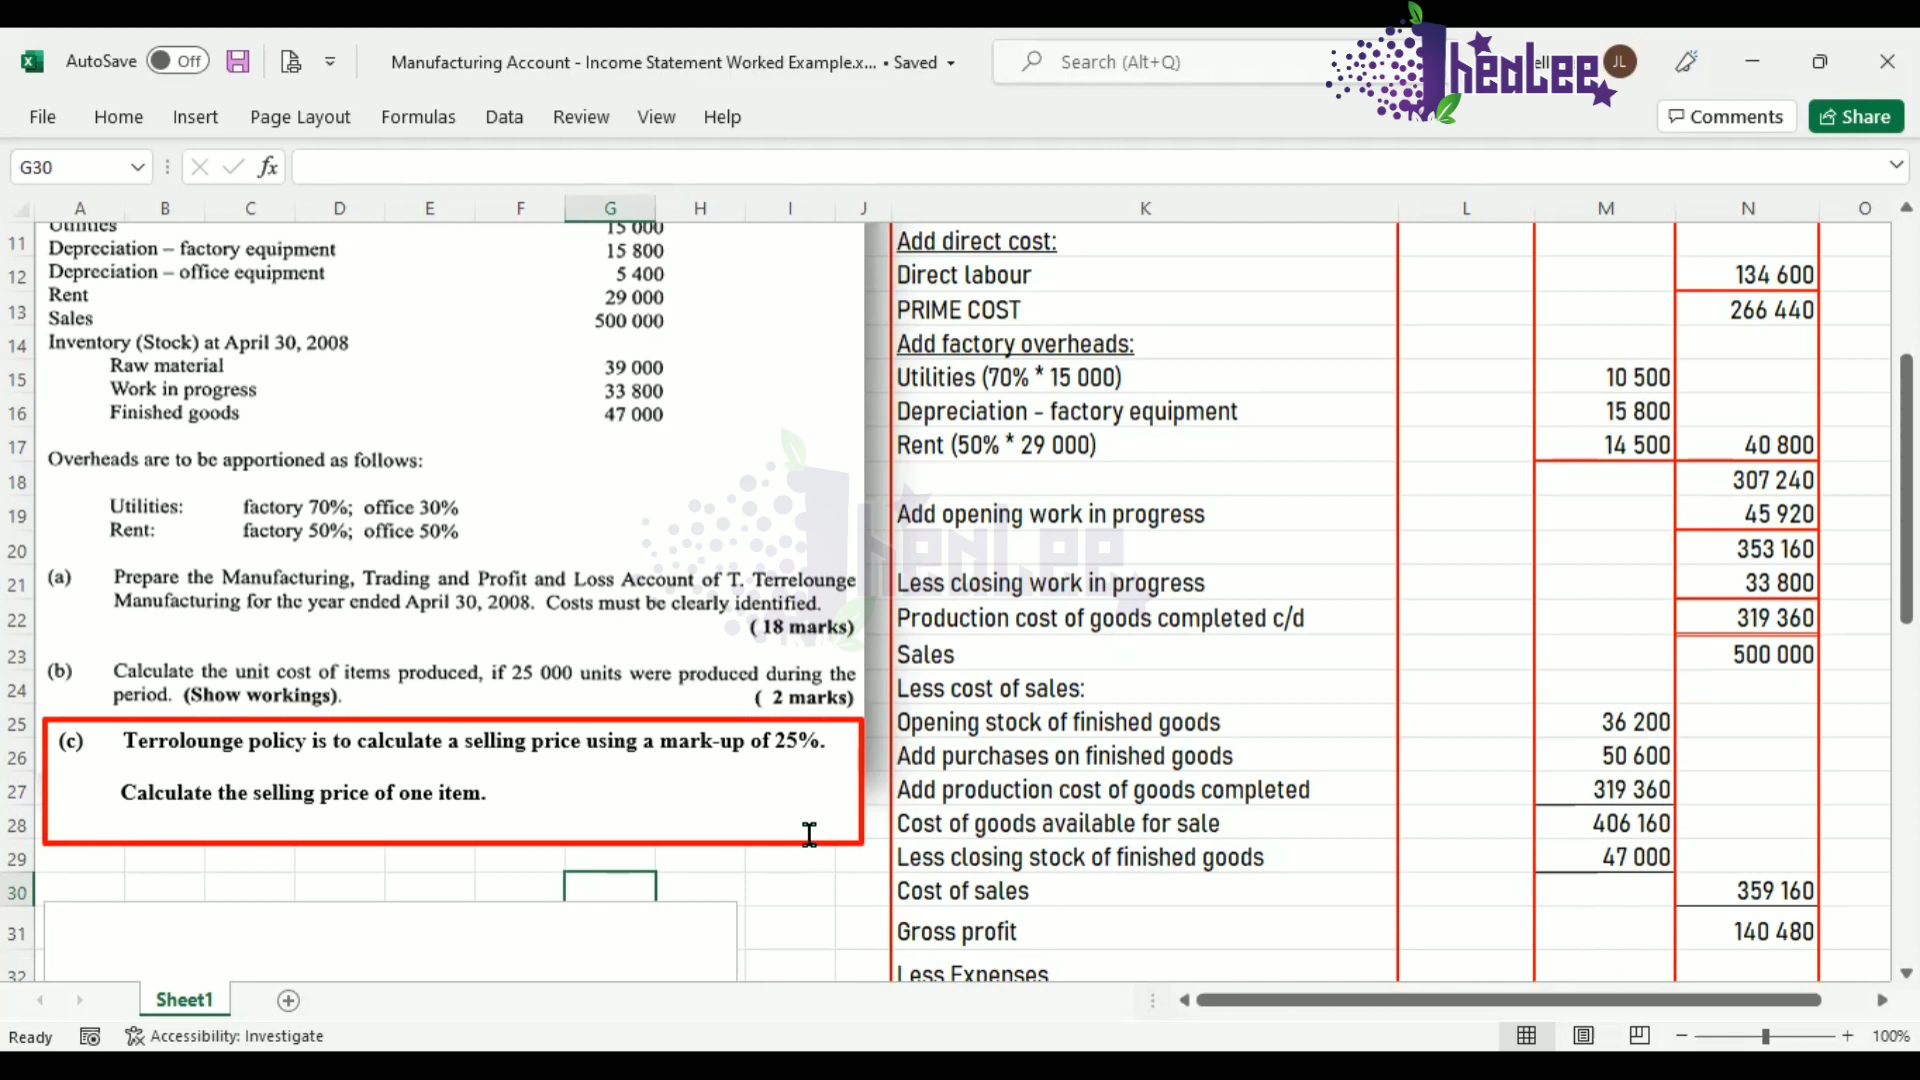 AutoSave Off
Manufacturing Account - Income Statement Worked Example.x... • Saved
Search (Alt+Q)
1henLee
ell
JL
File Home Insert Page Layout Formulas Data Review View Help
Comments Share
G30
fx
A B C D E F G H I J K L M N O
11 12 13 14 15 16 17 18 19 20 21 22 23 24 25 26 27 28 29 30 31 32
Utilities 15 000
Depreciation – factory equipment 15 800
Depreciation – office equipment 5 400
Rent 29 000
Sales 500 000
Inventory (Stock) at April 30, 2008
Raw material 39 000
Work in progress 33 800
Finished goods 47 000
Overheads are to be apportioned as follows:
Utilities: factory 70%; office 30%
Rent: factory 50%; office 50%
(a) Prepare the Manufacturing, Trading and Profit and Loss Account of T. Terrelounge
Manufacturing for the year ended April 30, 2008. Costs must be clearly identified.
( 18 marks)
(b) Calculate the unit cost of items produced, if 25 000 units were produced during the
period. (Show workings). ( 2 marks)
(c) Terrolounge policy is to calculate a selling price using a mark-up of 25%.
Calculate the selling price of one item.
Add direct cost:
Direct labour 134 600
PRIME COST 266 440
Add factory overheads:
Utilities (70% * 15 000) 10 500
Depreciation - factory equipment 15 800
Rent (50% * 29 000) 14 500 40 800
307 240
Add opening work in progress 45 920
353 160
Less closing work in progress 33 800
Production cost of goods completed c/d 319 360
Sales 500 000
Less cost of sales:
Opening stock of finished goods 36 200
Add purchases on finished goods 50 600
Add production cost of goods completed 319 360
Cost of goods available for sale 406 160
Less closing stock of finished goods 47 000
Cost of sales 359 160
Gross profit 140 480
Less Expenses
1henLee
Sheet1
Ready
Accessibility: Investigate
100%